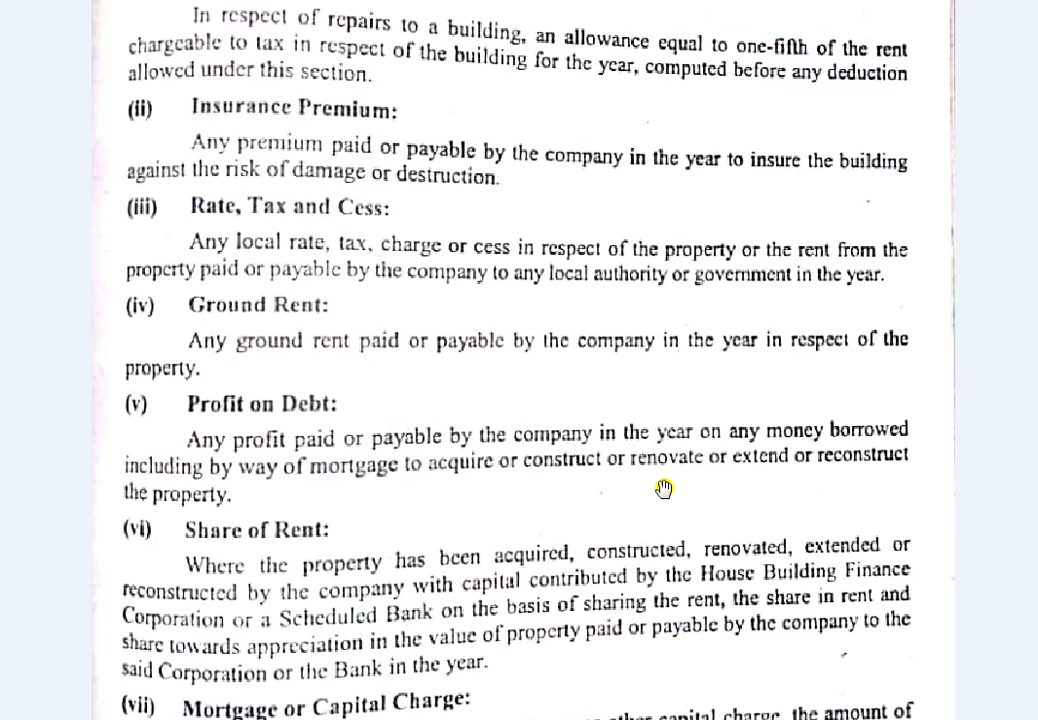 In respect of repairs to a building, an allowance equal to one-fifth of the rent
chargeable to tax in respect of the building for the year, computed before any deduction
allowed under this section.
(ii) Insurance Premium:
Any premium paid or payable by the company in the year to insure the building
against the risk of damage or destruction.
(iii) Rate, Tax and Cess:
Any local rate, tax, charge or cess in respect of the property or the rent from the
property paid or payable by the company to any local authority or government in the year.
(iv) Ground Rent:
Any ground rent paid or payable by the company in the year in respect of the
property.
(v) Profit on Debt:
Any profit paid or payable by the company in the year on any money borrowed
including by way of mortgage to acquire or construct or renovate or extend or reconstruct
the property.
(vi) Share of Rent:
Where the property has been acquired, constructed, renovated, extended or
reconstructed by the company with capital contributed by the House Building Finance
Corporation or a Scheduled Bank on the basis of sharing the rent, the share in rent and
share towards appreciation in the value of property paid or payable by the company to the
said Corporation or the Bank in the year.
(vii) Mortgage or Capital Charge:
other capital charge, the amount of